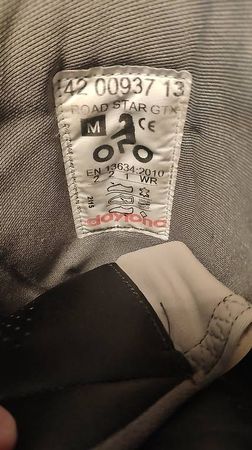 42 00937 13
ROAD STAR GTX
M CE
EN 13634:2010
2 2 1 WR
daytona